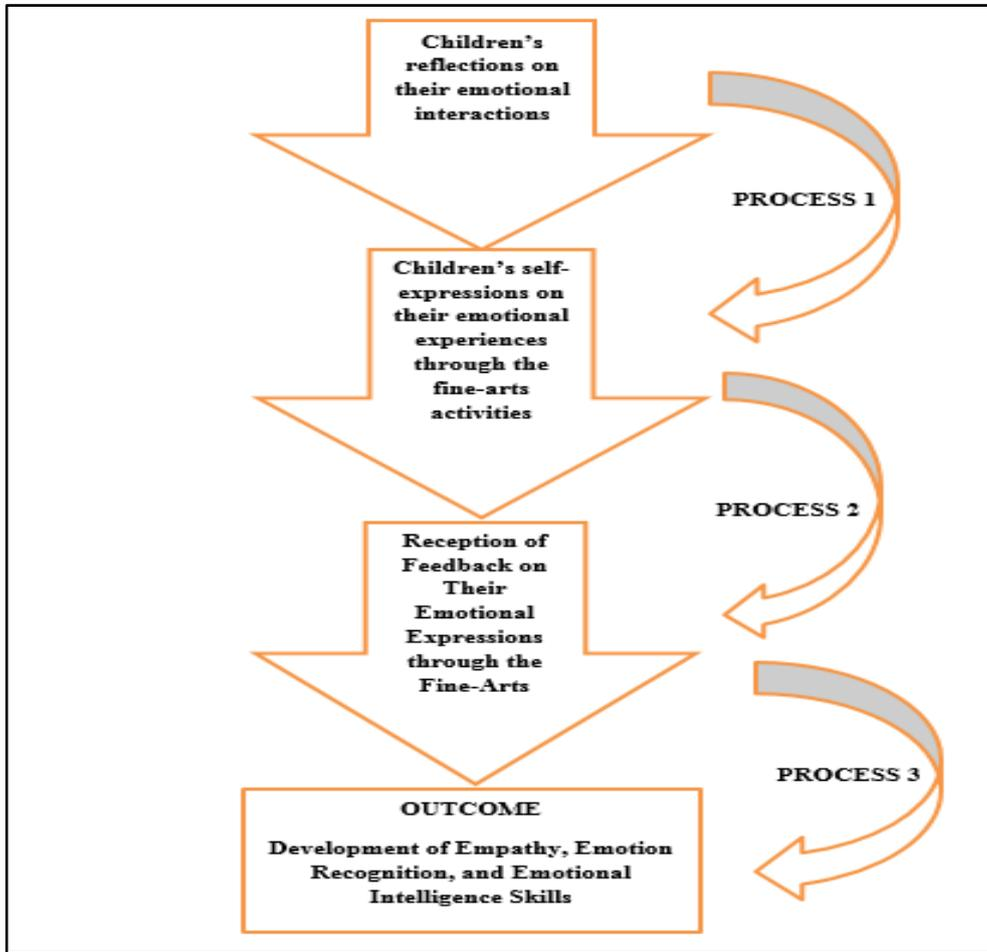 Children’s
reflections on
their emotional
interactions
PROCESS 1
Children’s self-
expressions on
their emotional
experiences
through the
fine-arts
activities
PROCESS 2
Reception of
Feedback on
Their
Emotional
Expressions
through the
Fine-Arts
PROCESS 3
OUTCOME
Development of Empathy, Emotion
Recognition, and Emotional
Intelligence Skills